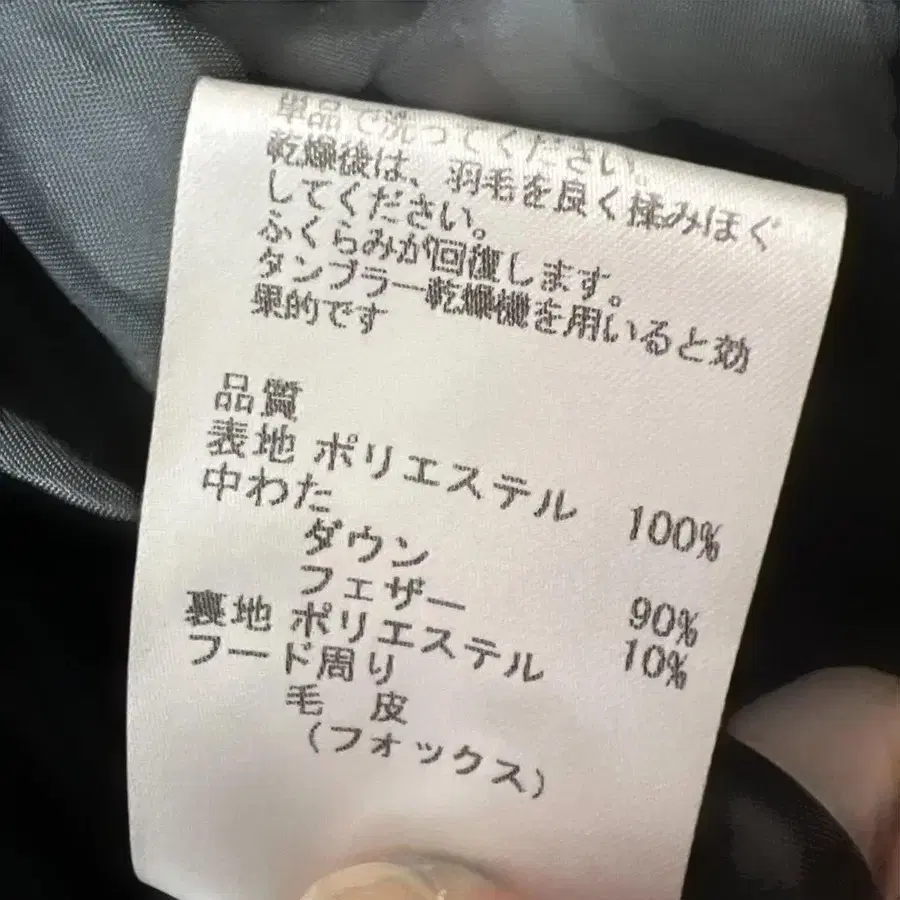 単品で洗ってください。
乾燥後は、羽毛を良く揉みほぐ
してください。
ふくらみが回復します。
タンブラー乾燥機を用いると効
果的です
品質
表地 ポリエステル 100%
中わた
ダウン 90%
フェザー 10%
裏地 ポリエステル
フード周り
毛 皮
(フォックス)